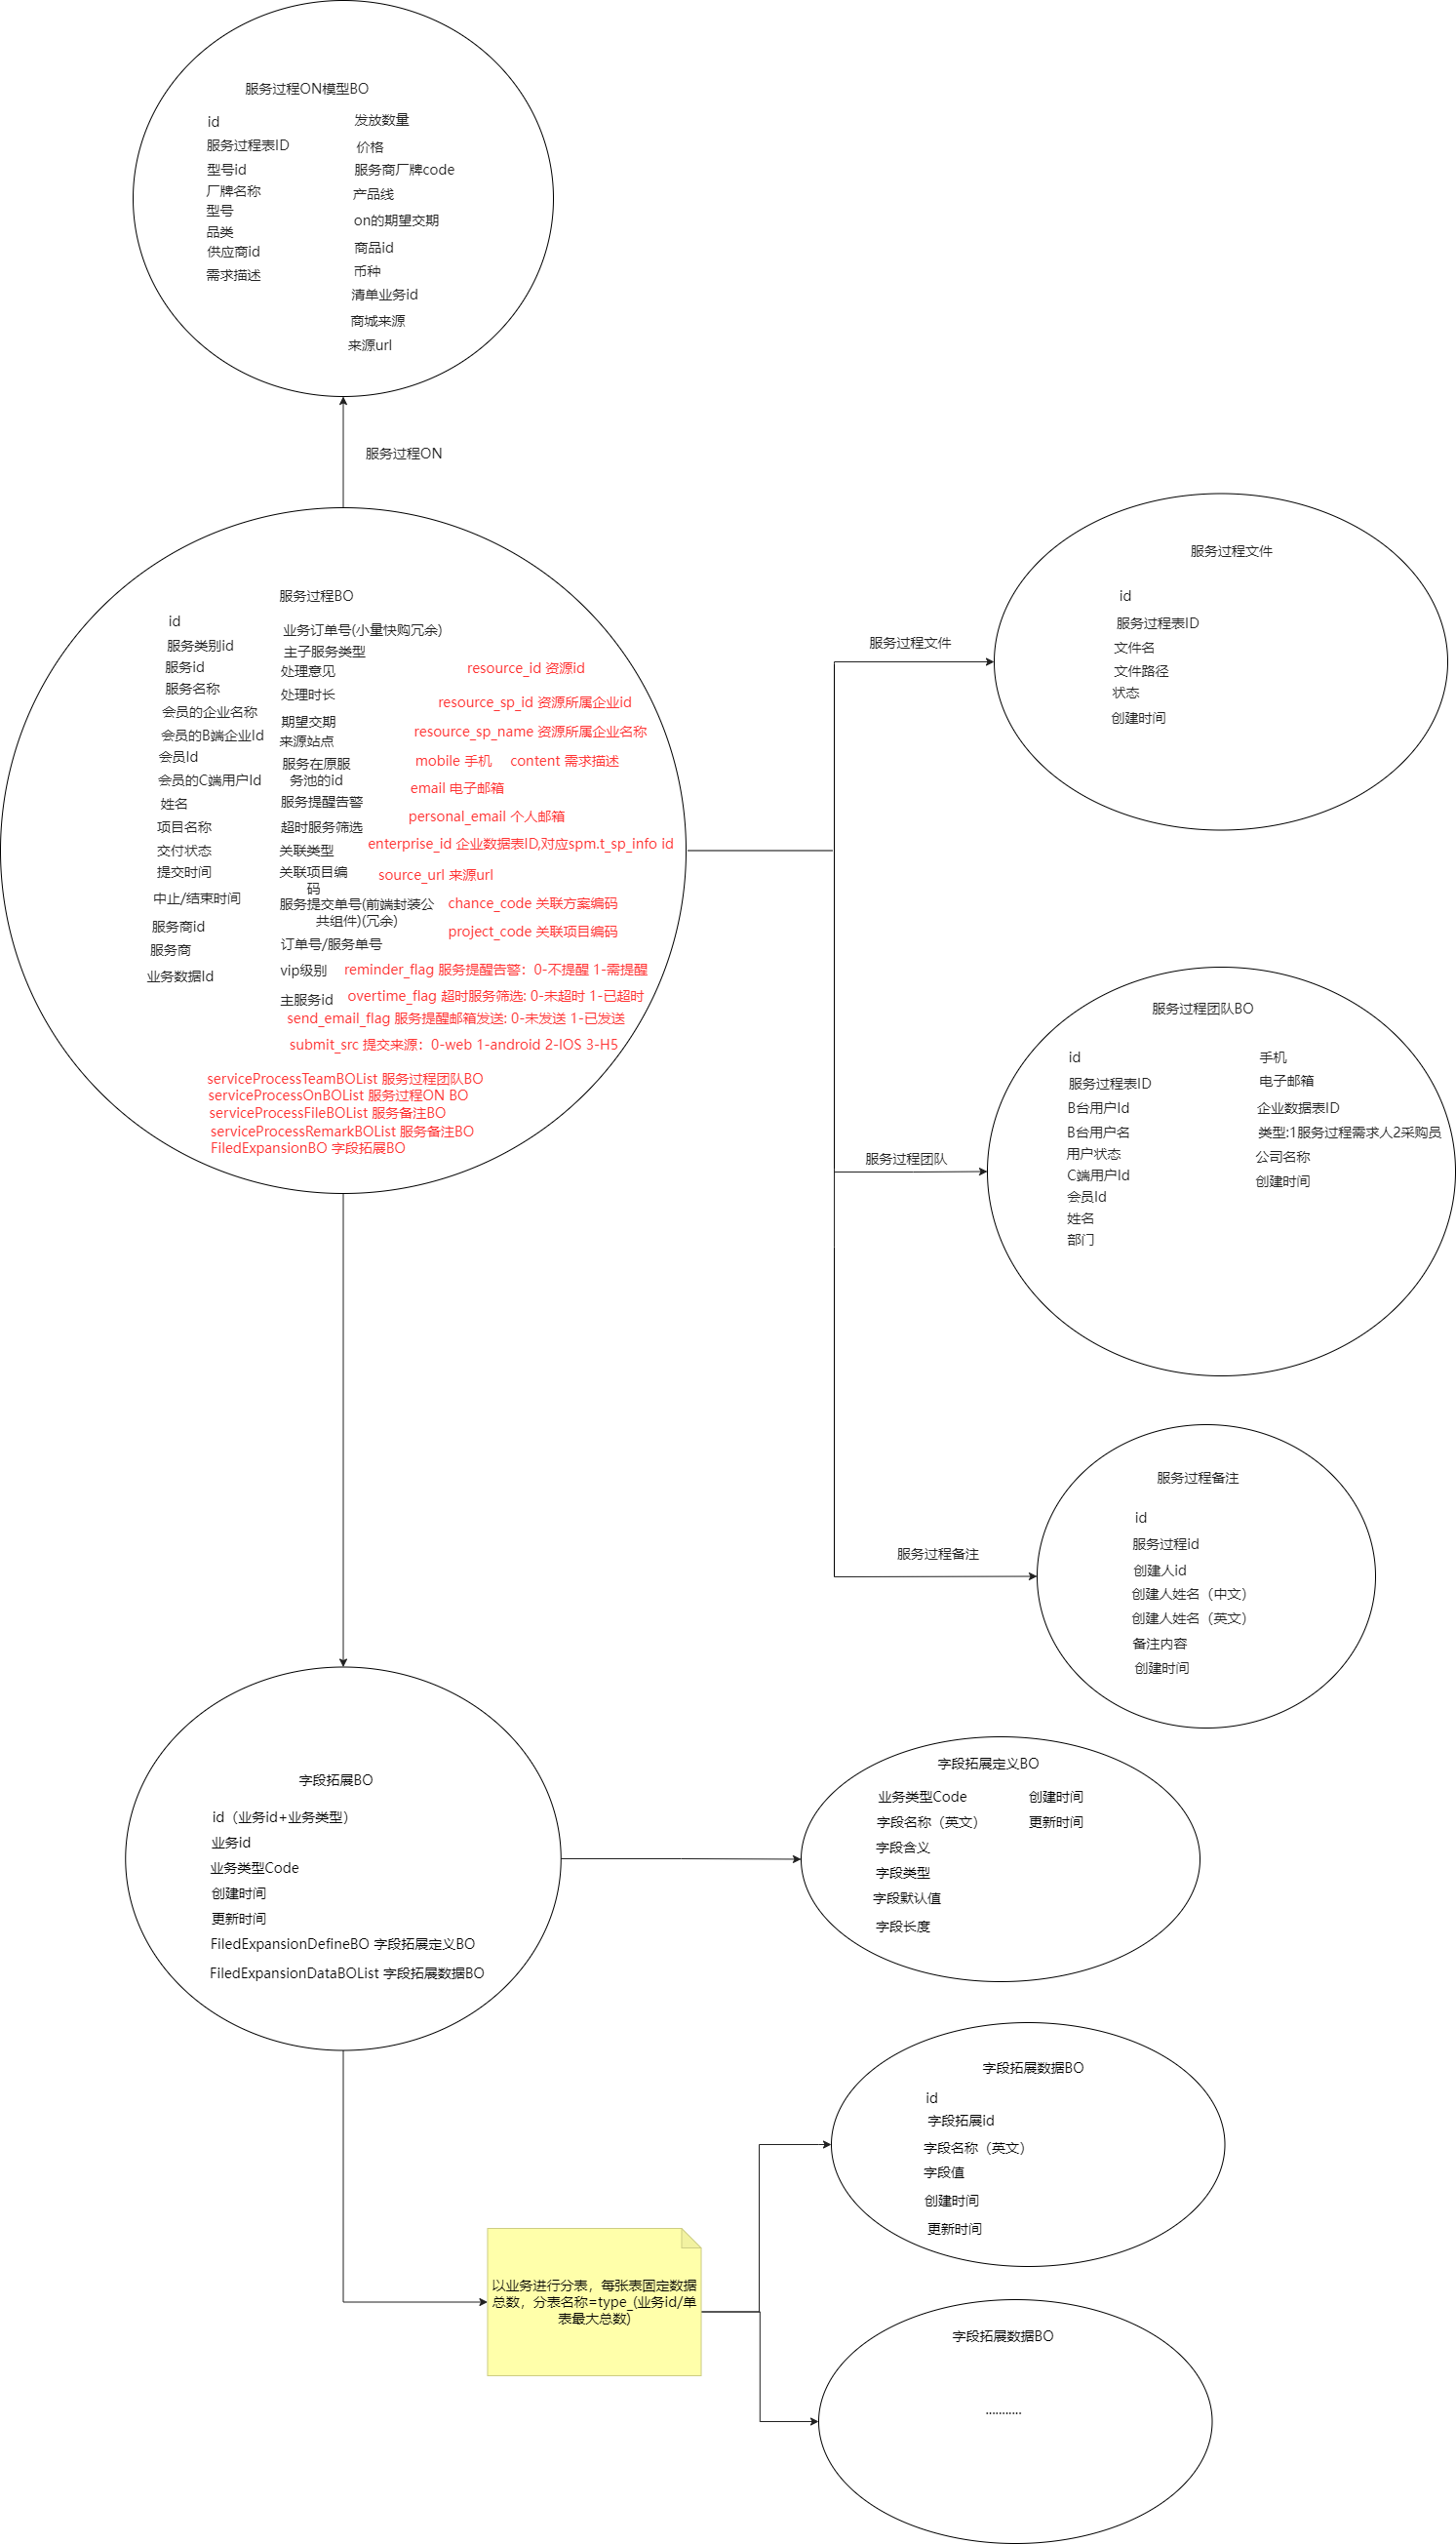 服务过程ON模型BO
id
服务过程表ID
型号id
厂牌名称
型号
品类
供应商id
需求描述
发放数量
价格
服务商厂牌code
产品线
on的期望交期
商品id
币种
清单业务id
商城来源
来源url
服务过程ON
服务过程BO
id
服务类别id
服务id
服务名称
会员的企业名称
会员的B端企业Id
会员Id
会员的C端用户Id
姓名
项目名称
交付状态
提交时间
中止/结束时间
服务商id
服务商
业务数据Id
业务订单号(小量快购冗余)
主子服务类型
处理意见
处理时长
期望交期
来源站点
服务在原服
务池的id
服务提醒告警
超时服务筛选
关联类型
关联项目编
码
服务提交单号(前端封装公
共组件)(冗余)
订单号/服务单号
vip级别
主服务id
resource_id 资源id
resource_sp_id 资源所属企业id
resource_sp_name 资源所属企业名称
mobile 手机
content 需求描述
email 电子邮箱
personal_email 个人邮箱
enterprise_id 企业数据表ID,对应spm.t_sp_info id
source_url 来源url
chance_code 关联方案编码
project_code 关联项目编码
reminder_flag 服务提醒告警：0-不提醒 1-需提醒
overtime_flag 超时服务筛选: 0-未超时 1-已超时
send_email_flag 服务提醒邮箱发送: 0-未发送 1-已发送
submit_src 提交来源：0-web 1-android 2-IOS 3-H5
serviceProcessTeamBOList 服务过程团队BO
serviceProcessOnBOList 服务过程ON BO
serviceProcessFileBOList 服务备注BO
serviceProcessRemarkBOList 服务备注BO
FiledExpansionBO 字段拓展BO
服务过程文件
服务过程文件
id
服务过程表ID
文件名
文件路径
状态
创建时间
服务过程团队
服务过程团队BO
id
服务过程表ID
B台用户Id
B台用户名
用户状态
C端用户Id
会员Id
姓名
部门
手机
电子邮箱
企业数据表ID
类型:1服务过程需求人2采购员
公司名称
创建时间
服务过程备注
服务过程备注
id
服务过程id
创建人id
创建人姓名（中文）
创建人姓名（英文）
备注内容
创建时间
字段拓展BO
id（业务id+业务类型）
业务id
业务类型Code
创建时间
更新时间
FiledExpansionDefineBO 字段拓展定义BO
FiledExpansionDataBOList 字段拓展数据BO
字段拓展定义BO
业务类型Code
字段名称（英文）
字段含义
字段类型
字段默认值
字段长度
创建时间
更新时间
字段拓展数据BO
id
字段拓展id
字段名称（英文）
字段值
创建时间
更新时间
以业务进行分表，每张表固定数据
总数，分表名称=type_(业务id/单
表最大总数)
字段拓展数据BO
...........